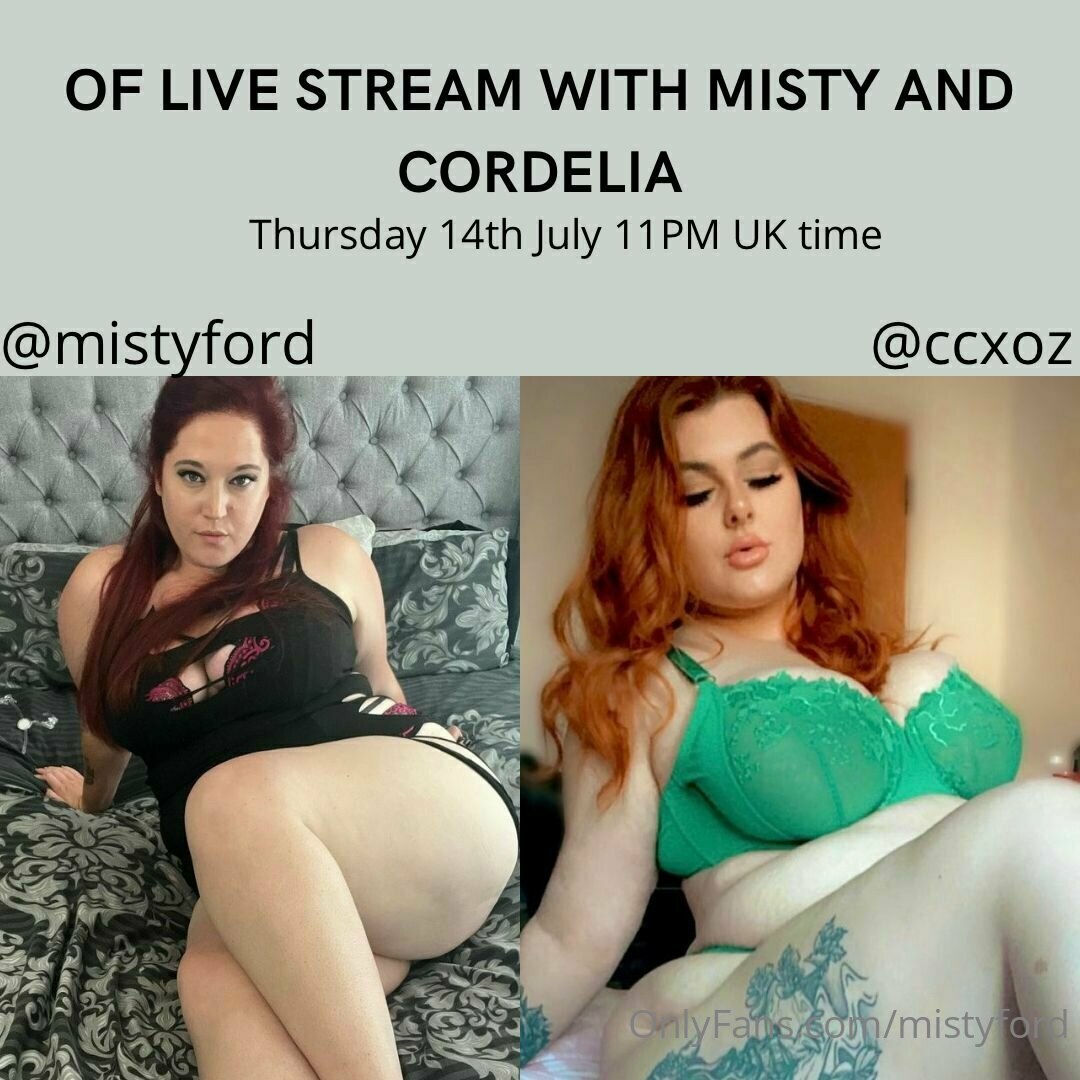 OF LIVE STREAM WITH MISTY AND
CORDELIA
Thursday 14th July 11PM UK time
@mistyford
@ccxoz
OnlyFans.com/mistyford